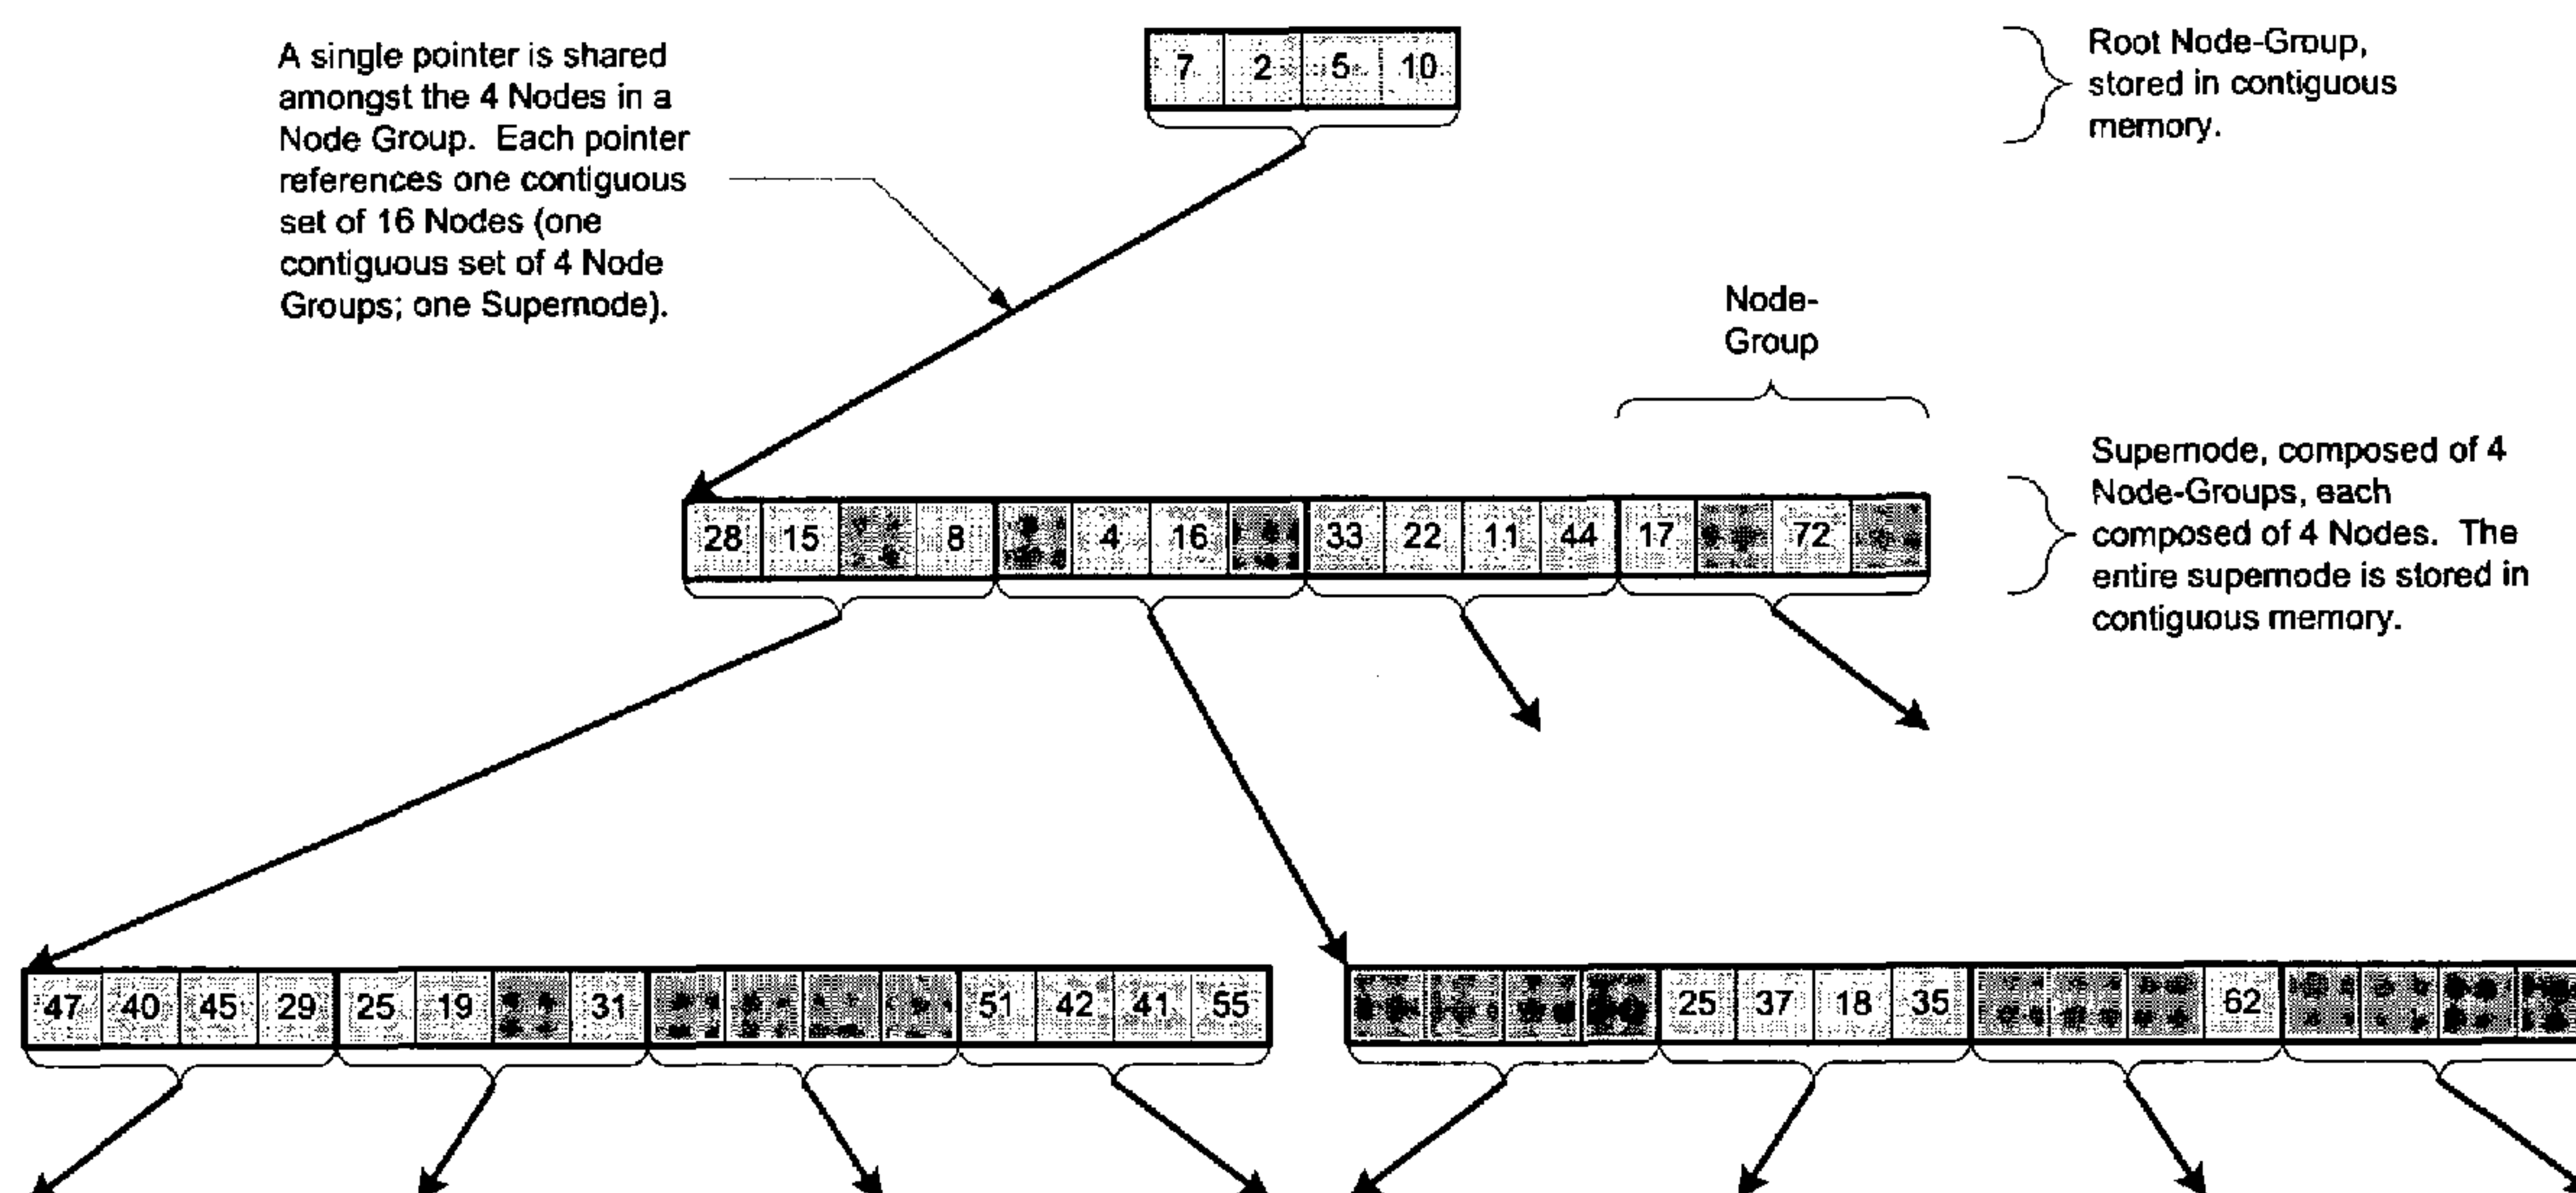 A single pointer is shared
amongst the 4 Nodes in a
Node Group. Each pointer
references one contiguous
set of 16 Nodes (one
contiguous set of 4 Node
Groups; one Supernode).
7 2 5 10
Root Node-Group,
stored in contiguous
memory.
Node-
Group
28 15 8 4 16 33 22 11 44 17 72
Supernode, composed of 4
Node-Groups, each
composed of 4 Nodes. The
entire supernode is stored in
contiguous memory.
47 40 45 29 25 19 31 51 42 41 55
25 37 18 35 62